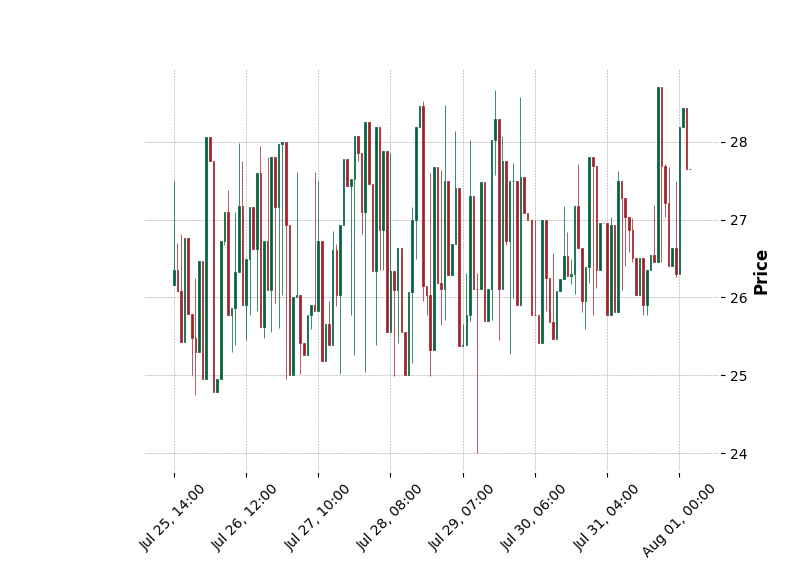 28
27
26
25
24
Price
Jul 25, 14:00
Jul 26, 12:00
Jul 27, 10:00
Jul 28, 08:00
Jul 29, 07:00
Jul 30, 06:00
Jul 31, 04:00
Aug 01, 00:00